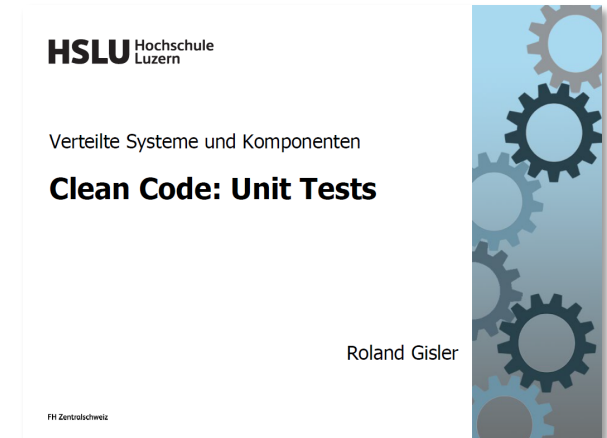 HSLU Hochschule
Luzern
Verteilte Systeme und Komponenten
Clean Code: Unit Tests
Roland Gisler
FH Zentralschweiz